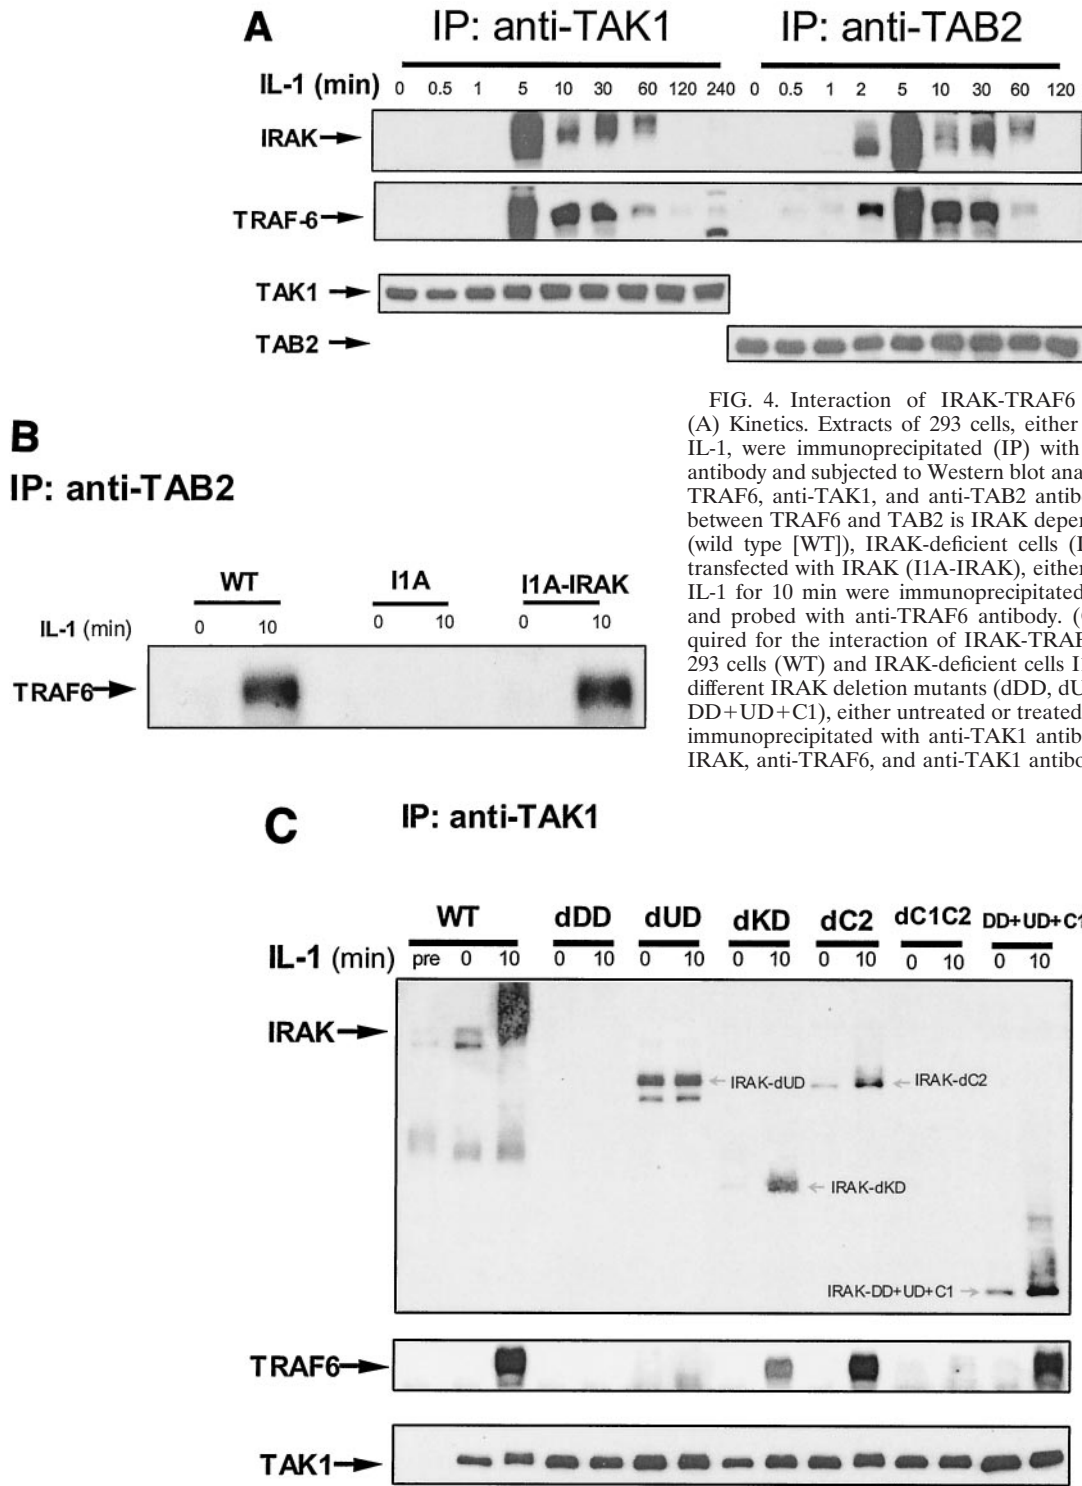 A
IP: anti-TAK1
IP: anti-TAB2
IL-1 (min) 0 0.5 1 5 10 30 60 120 240 0 0.5 1 2 5 10 30 60 120
IRAK
TRAF-6
TAK1
TAB2
FIG. 4. Interaction of IRAK-TRAF6
(A) Kinetics. Extracts of 293 cells, either
IL-1, were immunoprecipitated (IP) with
antibody and subjected to Western blot ana
TRAF6, anti-TAK1, and anti-TAB2 antib
between TRAF6 and TAB2 is IRAK depen
(wild type [WT]), IRAK-deficient cells (I
transfected with IRAK (I1A-IRAK), either
IL-1 for 10 min were immunoprecipitated
and probed with anti-TRAF6 antibody. (
quired for the interaction of IRAK-TRAF
293 cells (WT) and IRAK-deficient cells I1
different IRAK deletion mutants (dDD, dU
DD+UD+C1), either untreated or treated
immunoprecipitated with anti-TAK1 antib
IRAK, anti-TRAF6, and anti-TAK1 antibo
B
IP: anti-TAB2
WT I1A I1A-IRAK
IL-1 (min) 0 10 0 10 0 10
TRAF6
C
IP: anti-TAK1
WT dDD dUD dKD dC2 dC1C2 DD+UD+C1
IL-1 (min) pre 0 10 0 10 0 10 0 10 0 10 0 10 0 10
IRAK
IRAK-dUD
IRAK-dC2
IRAK-dKD
IRAK-DD+UD+C1
TRAF6
TAK1